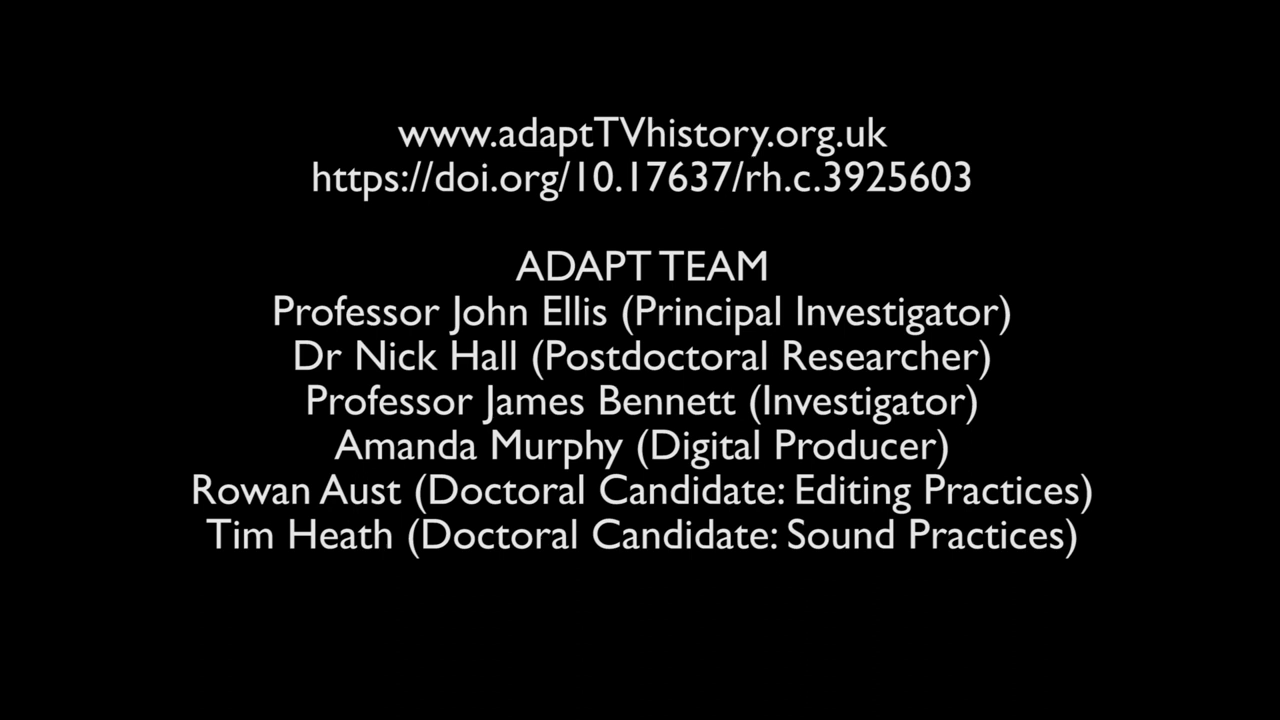 www.adaptTVhistory.org.uk
https://doi.org/10.17637/rh.c.3925603
ADAPT TEAM
Professor John Ellis (Principal Investigator)
Dr Nick Hall (Postdoctoral Researcher)
Professor James Bennett (Investigator)
Amanda Murphy (Digital Producer)
Rowan Aust (Doctoral Candidate: Editing Practices)
Tim Heath (Doctoral Candidate: Sound Practices)